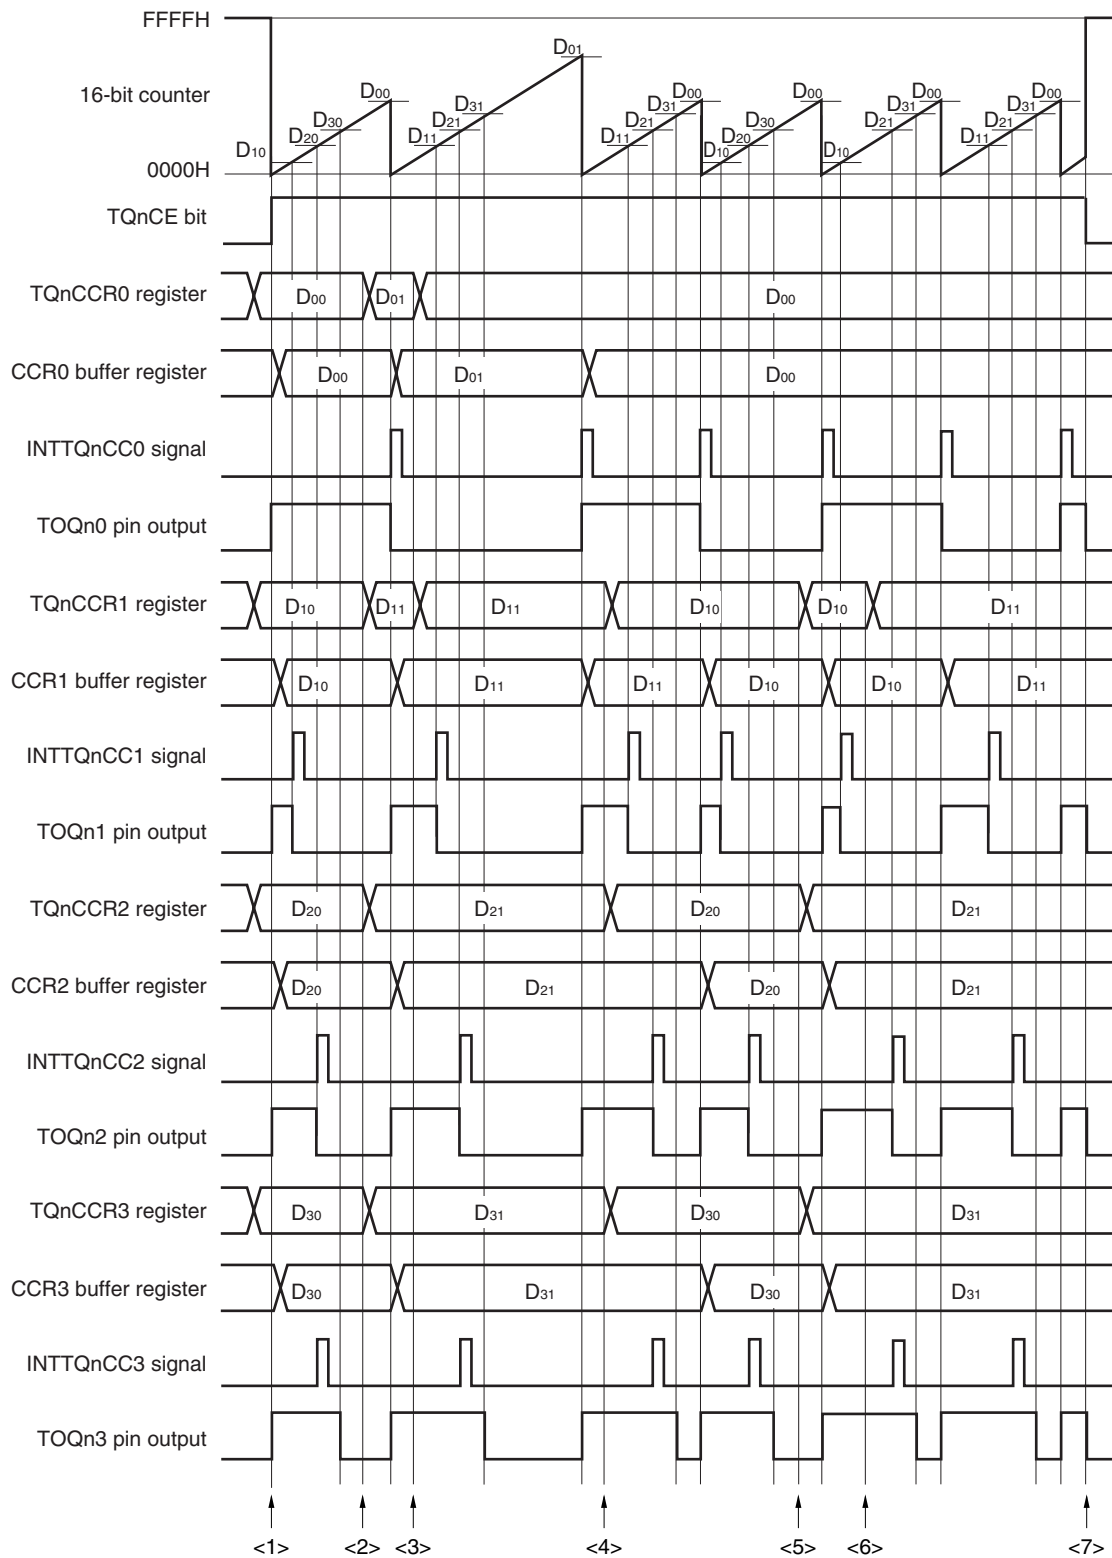 FFFFH
D01
16-bit counter
D00 D00 D00 D00 D00
D31 D31 D31 D31
D30 D21 D21 D30 D21 D21
D20 D11 D11 D20 D11
D10 D10 D10
0000H
TQnCE bit
TQnCCR0 register D00 D01 D00
CCR0 buffer register D00 D01 D00
INTTQnCC0 signal
TOQn0 pin output
TQnCCR1 register D10 D11 D11 D10 D10 D11
CCR1 buffer register D10 D11 D11 D10 D10 D11
INTTQnCC1 signal
TOQn1 pin output
TQnCCR2 register D20 D21 D20 D21
CCR2 buffer register D20 D21 D20 D21
INTTQnCC2 signal
TOQn2 pin output
TQnCCR3 register D30 D31 D30 D31
CCR3 buffer register D30 D31 D30 D31
INTTQnCC3 signal
TOQn3 pin output
<1> <2> <3> <4> <5> <6> <7>